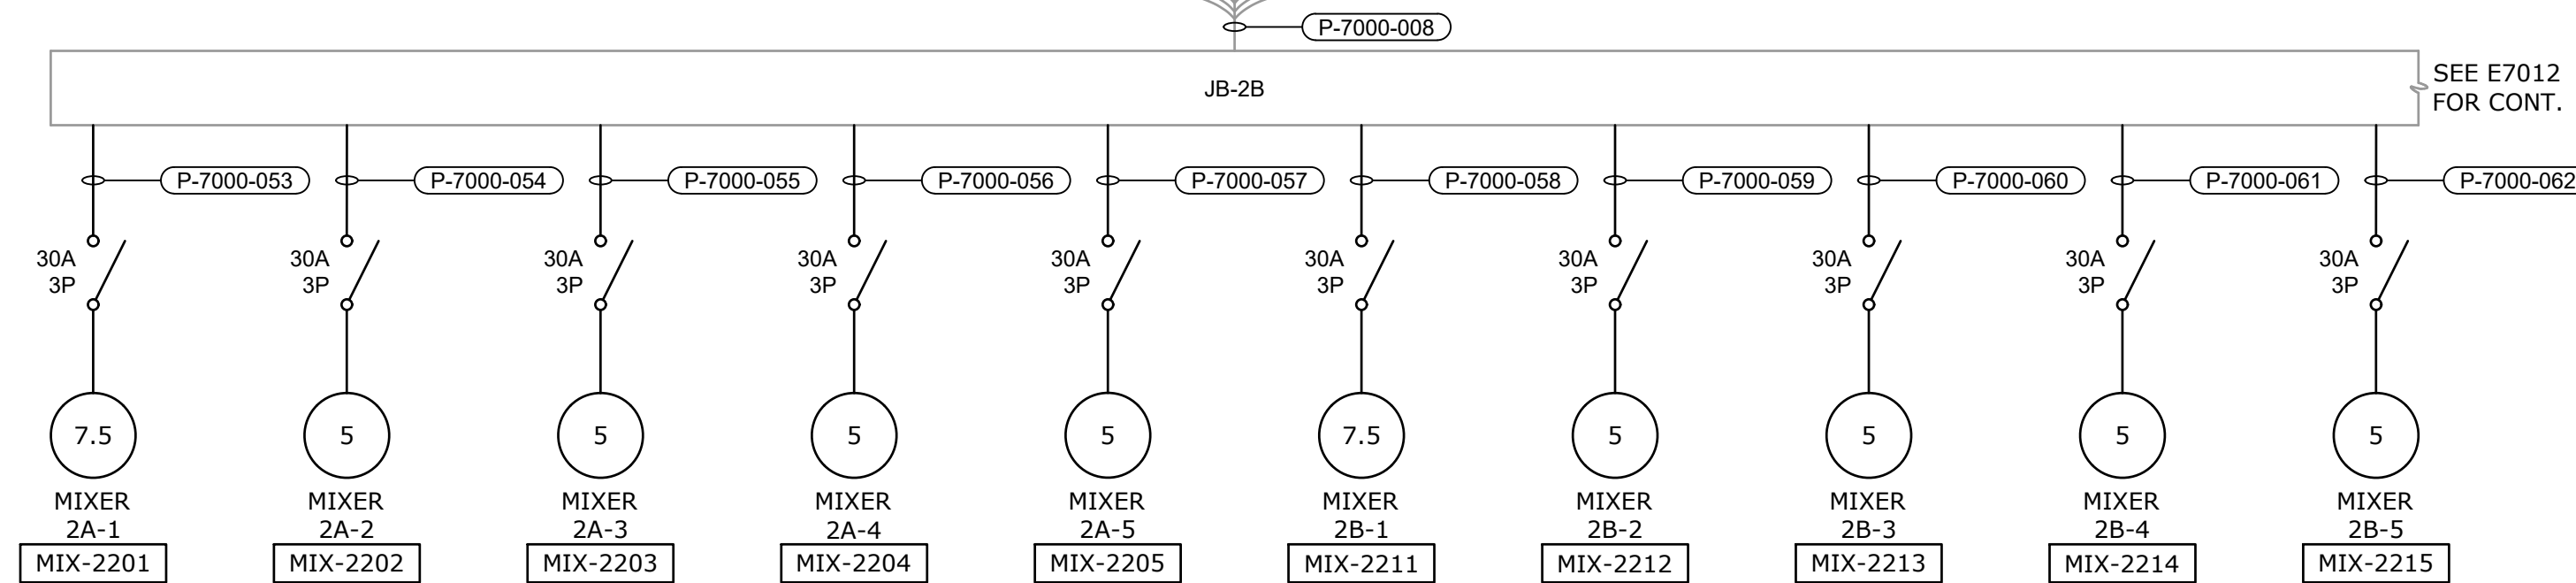 P-7000-008
JB-2B
SEE E7012
FOR CONT.
P-7000-053
P-7000-054
P-7000-055
P-7000-056
P-7000-057
P-7000-058
P-7000-059
P-7000-060
P-7000-061
P-7000-062
30A
3P
30A
3P
30A
3P
30A
3P
30A
3P
30A
3P
30A
3P
30A
3P
30A
3P
30A
3P
7.5
5
5
5
5
7.5
5
5
5
5
MIXER
2A-1
MIX-2201
MIXER
2A-2
MIX-2202
MIXER
2A-3
MIX-2203
MIXER
2A-4
MIX-2204
MIXER
2A-5
MIX-2205
MIXER
2B-1
MIX-2211
MIXER
2B-2
MIX-2212
MIXER
2B-3
MIX-2213
MIXER
2B-4
MIX-2214
MIXER
2B-5
MIX-2215